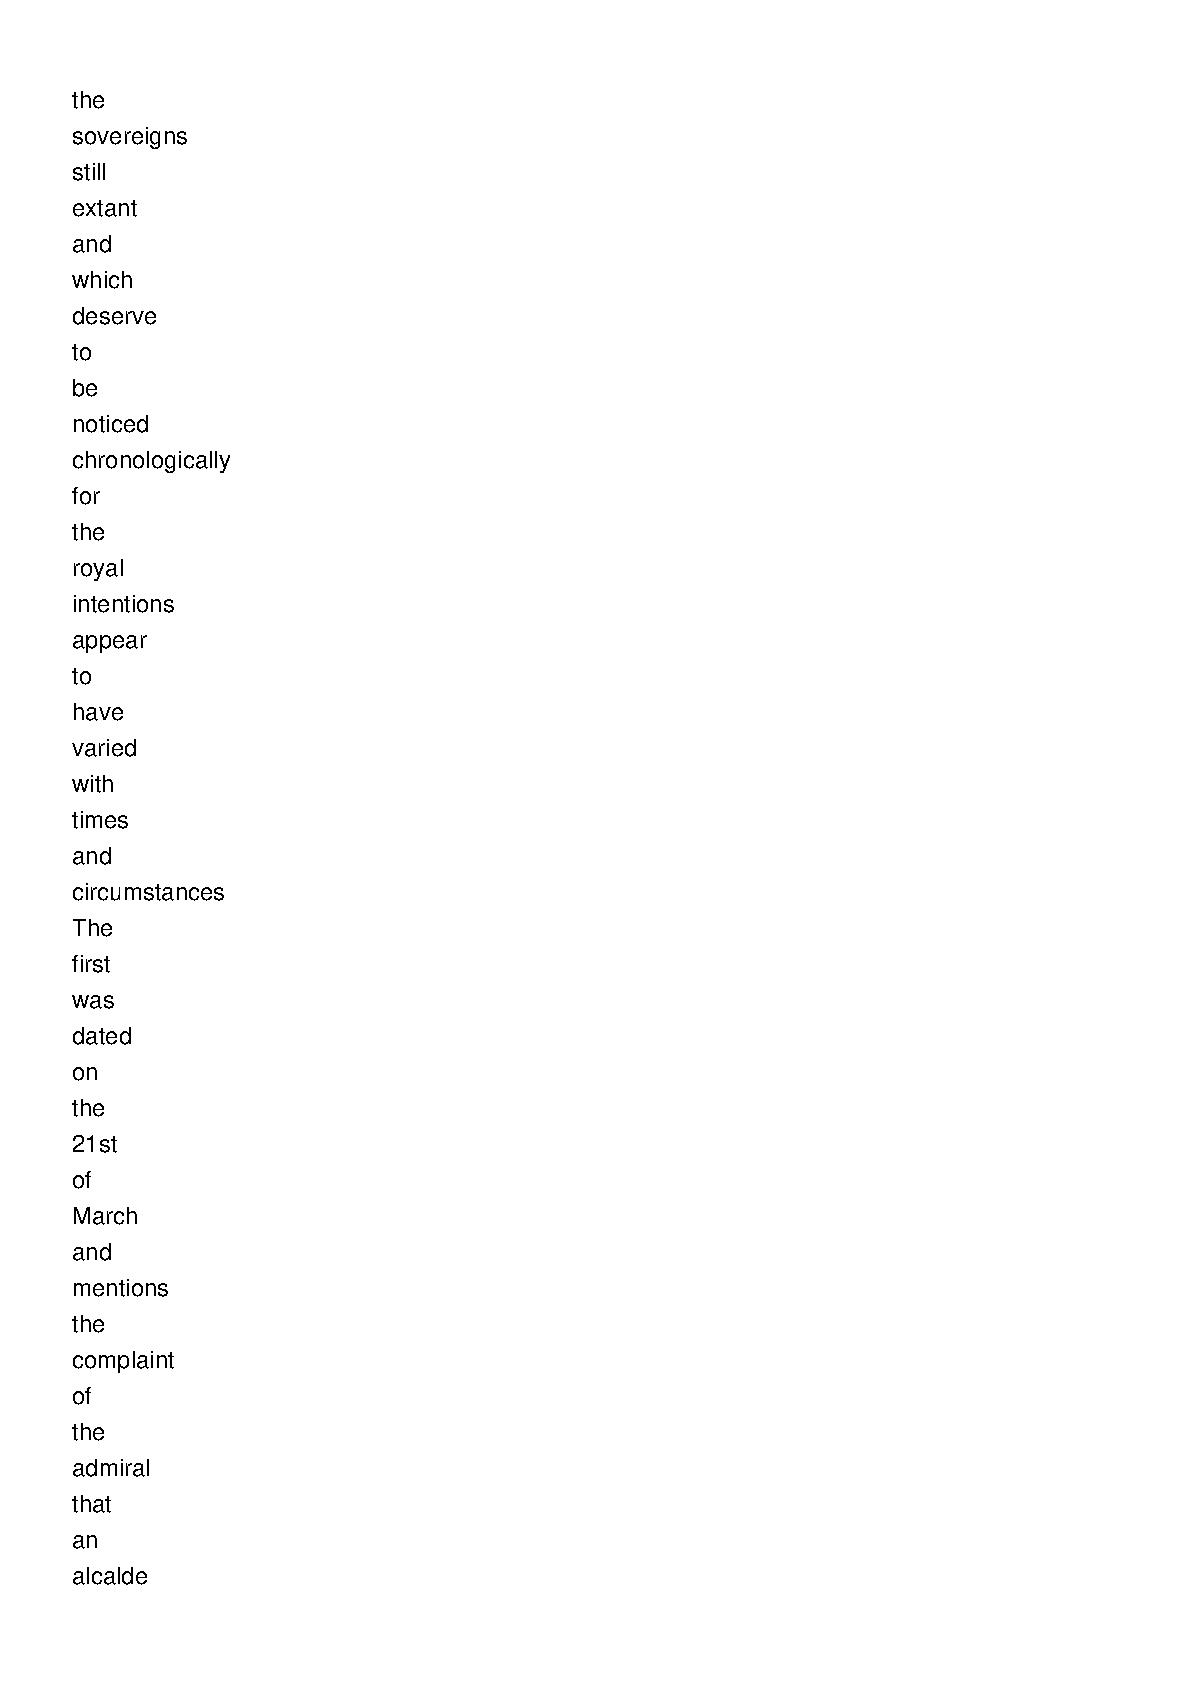 the
sovereigns
still
extant
and
which
deserve
to
be
noticed
chronologically
for
the
royal
intentions
appear
to
have
varied
with
times
and
circumstances
The
first
was
dated
on
the
21st
of
March
and
mentions
the
complaint
of
the
admiral
that
an
alcalde